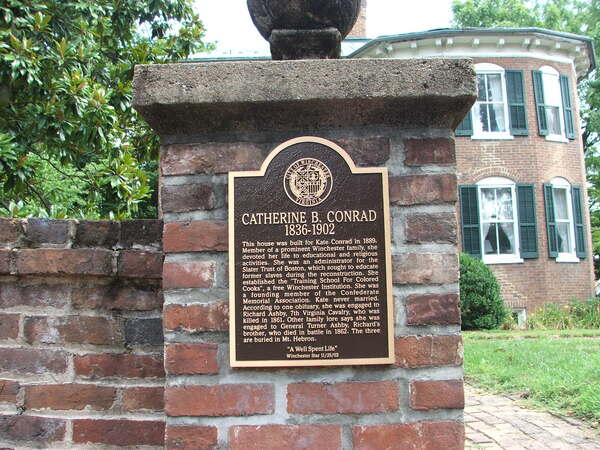 CITY OF WINCHESTER
VIRGINIA
CATHERINE B. CONRAD
1836-1902
This house was built for Kate Conrad in 1889.
Member of a prominent Winchester family, she
devoted her life to educational and religious
activities. She was an administrator for the
Slater Trust of Boston, which sought to educate
former slaves during the reconstruction. She
established the "Training School For Colored
Cooks", a free Winchester Institution. She was
a founding member of the Confederate
Memorial Association. Kate never married.
According to one obituary, she was engaged to
Richard Ashby, 7th Virginia Cavalry, who was
killed in 1861. Other family lore says she was
engaged to General Turner Ashby, Richard's
brother, who died in battle in 1862. The three
are buried in Mt. Hebron.
"A Well Spent Life"
Winchester Star 11/25/02